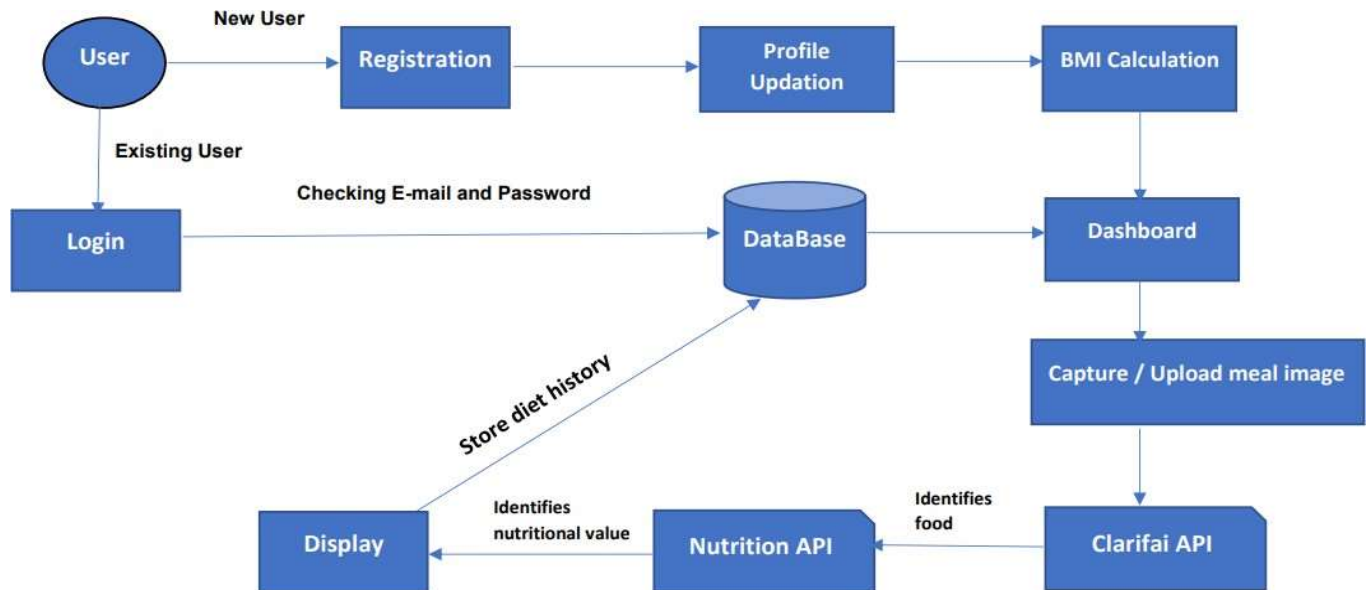 New User
User
Registration
Profile
Updation
BMI Calculation
Existing User
Checking E-mail and Password
Login
DataBase
Dashboard
Capture / Upload meal image
Store diet history
Identifies
nutritional value
Identifies
food
Display
Nutrition API
Clarifai API